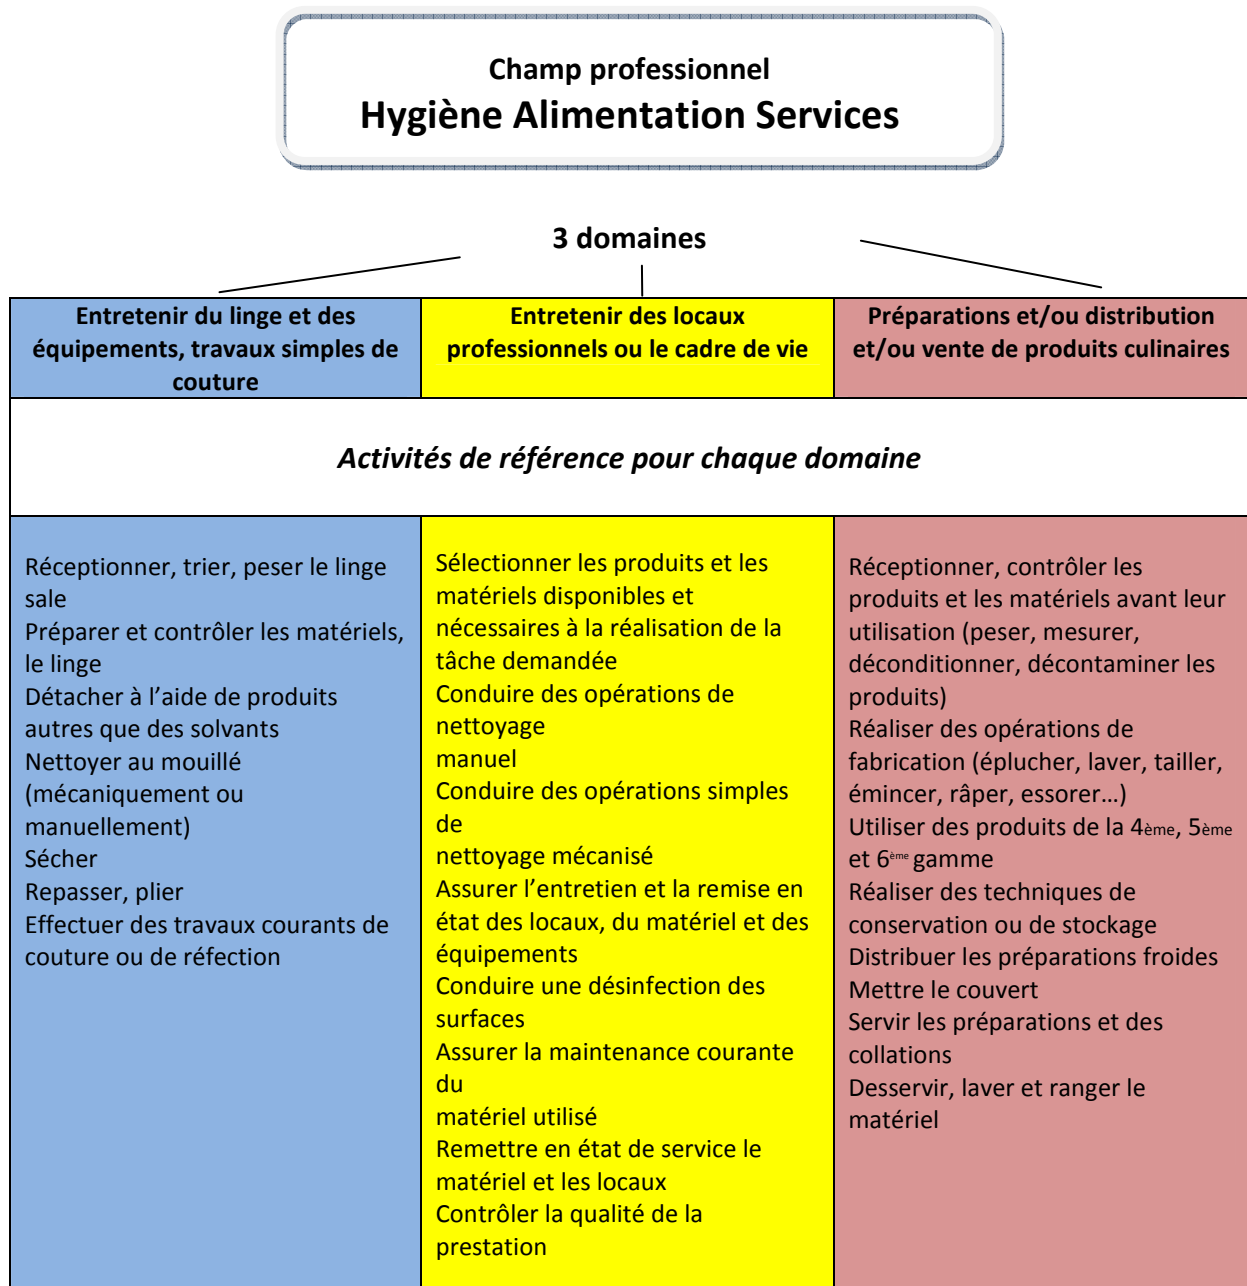 Champ professionnel
Hygiène Alimentation Services
3 domaines
Entretenir du linge et des
équipements, travaux simples de
couture
Entretenir des locaux
professionnels ou le cadre de vie
Préparations et/ou distribution
et/ou vente de produits culinaires
Activités de référence pour chaque domaine
Réceptionner, trier, peser le linge
sale
Préparer et contrôler les matériels,
le linge
Détacher à l’aide de produits
autres que des solvants
Nettoyer au mouillé
(mécaniquement ou
manuellement)
Sécher
Repasser, plier
Effectuer des travaux courants de
couture ou de réfection
Sélectionner les produits et les
matériels disponibles et
nécessaires à la réalisation de la
tâche demandée
Conduire des opérations de
nettoyage
manuel
Conduire des opérations simples
de
nettoyage mécanisé
Assurer l’entretien et la remise en
état des locaux, du matériel et des
équipements
Conduire une désinfection des
surfaces
Assurer la maintenance courante
du
matériel utilisé
Remettre en état de service le
matériel et les locaux
Contrôler la qualité de la
prestation
Réceptionner, contrôler les
produits et les matériels avant leur
utilisation (peser, mesurer,
déconditionner, décontaminer les
produits)
Réaliser des opérations de
fabrication (éplucher, laver, tailler,
émincer, râper, essorer…)
Utiliser des produits de la 4ème, 5ème
et 6ème gamme
Réaliser des techniques de
conservation ou de stockage
Distribuer les préparations froides
Mettre le couvert
Servir les préparations et des
collations
Desservir, laver et ranger le
matériel